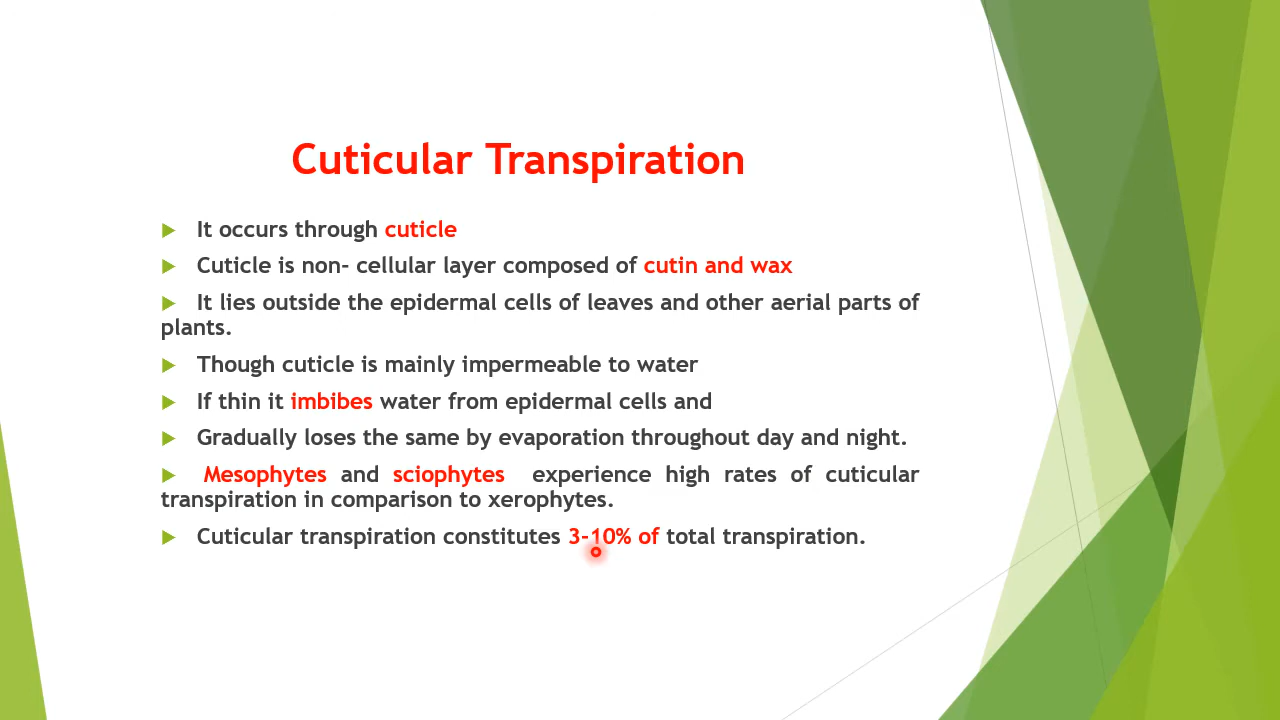 Cuticular Transpiration
It occurs through cuticle
Cuticle is non- cellular layer composed of cutin and wax
It lies outside the epidermal cells of leaves and other aerial parts of
plants.
Though cuticle is mainly impermeable to water
If thin it imbibes water from epidermal cells and
Gradually loses the same by evaporation throughout day and night.
Mesophytes and sciophytes experience high rates of cuticular
transpiration in comparison to xerophytes.
Cuticular transpiration constitutes 3-10% of total transpiration.